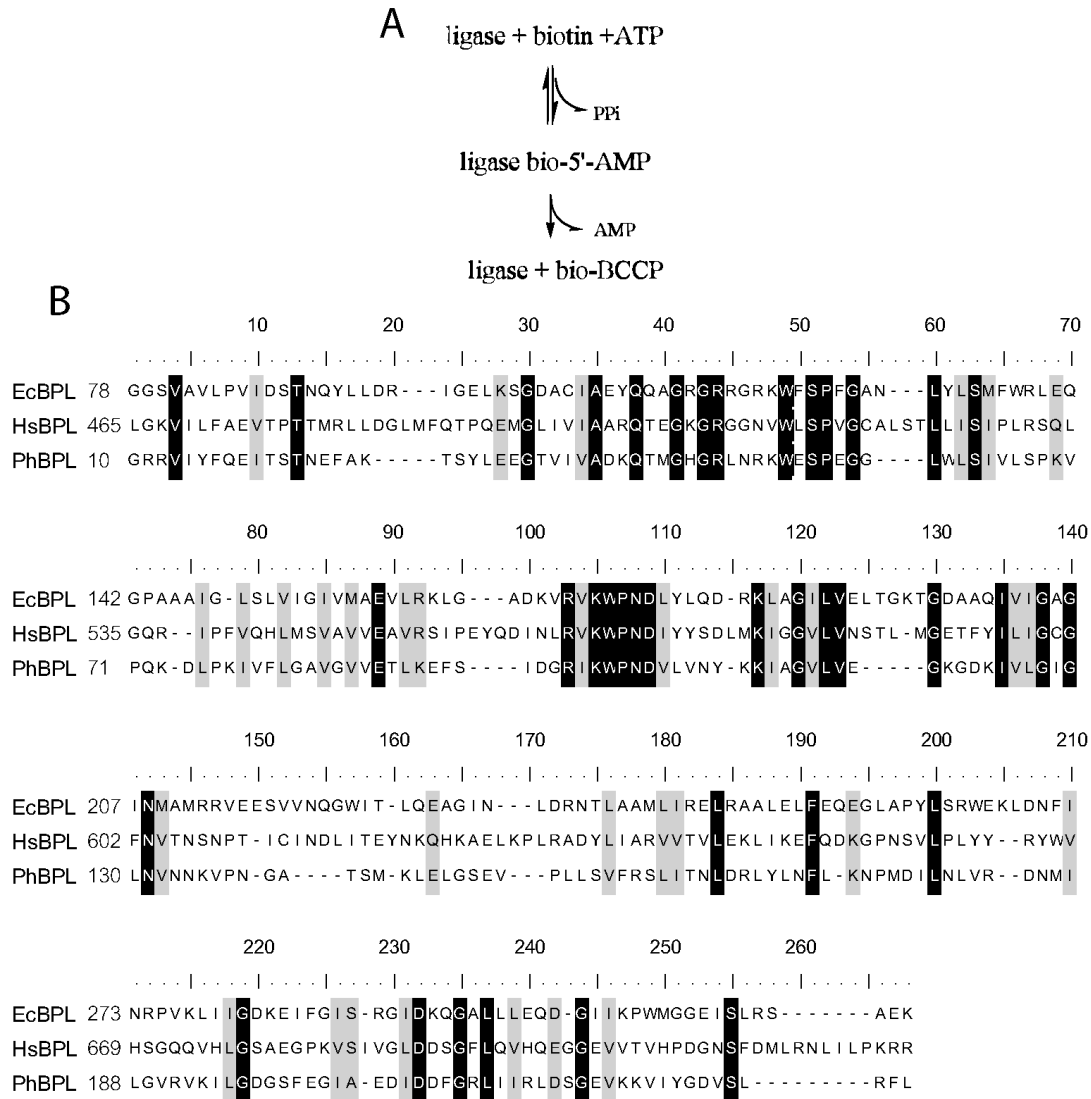 A
ligase + biotin +ATP
PPi
ligase bio-5'-AMP
AMP
ligase + bio-BCCP
B
10 20 30 40 50 60 70
EcBPL 78 GGSVAVLPVIDSTNQYLLDR---IGELKSGDACIAEYQQAGRGRRGRKWFSPFGAN---LYLSMFWRLEQ
HsBPL 465 LGKVILFAEVTPTTMRLLDGLMFQTPQEMGLIVIAARQTEGKGRGGNVWLSPVGCALSTLLISIPLRSQL
PhBPL 10 GRRVIYFQEITSTNEFAK-----TSYLEEGTVIVADKQTMGHGRLNRKWESPEGG----LWLSIVLSPKV
80 90 100 110 120 130 140
EcBPL 142 GPAAAIG-LSLVIGIVMAEVLRKLG---ADKVRVKWPNDLYLQD-RKLAGILVELTGKTGDAAQIVIGAG
HsBPL 535 GQR--IPFVQHLMSVAVVEAVRSIPEYQDINLRVKWPNDIYYSDLMKIGGVLVNSTL-MGETFYILIGCG
PhBPL 71 PQK-DLPKIVFLGAVGVVETLKEFS----IDGRIKWPNDVLVNY-KKIAGVLVE-----GKGDKIVLGIG
150 160 170 180 190 200 210
EcBPL 207 INMAMRRVEESVVNQGWIT-LQEAGIN---LDRNTLAAMLIRELRAALELFEQEGLAPYLSRWEKLDNFI
HsBPL 602 FNVTNSNPT-ICINDLITEYNKQHKAELKPLRADYLIARVVTVLEKLIKEFQDKGPNSVLPLYY--RYWV
PhBPL 130 LNVNNKVPN-GA----TSM-KLELGSEV---PLLSVFRSLITNLDRLYLNFL-KNPMDILNLVR--DNMI
220 230 240 250 260
EcBPL 273 NRPVKLIIGDKEIFGIS-RGIDKQGALLLEQD-GIIKPWMGGEISLRS-------AEK
HsBPL 669 HSGQQVHLGSAEGPKVSIVGLDDSGFLQVHQEGGEVVTVHPDGNSFDMLRNLILPKRR
PhBPL 188 LGVRVKILGDGSFEGIA-EDIDDFGRLIIRLDSGEVKKVIYGDVSL---------RFL